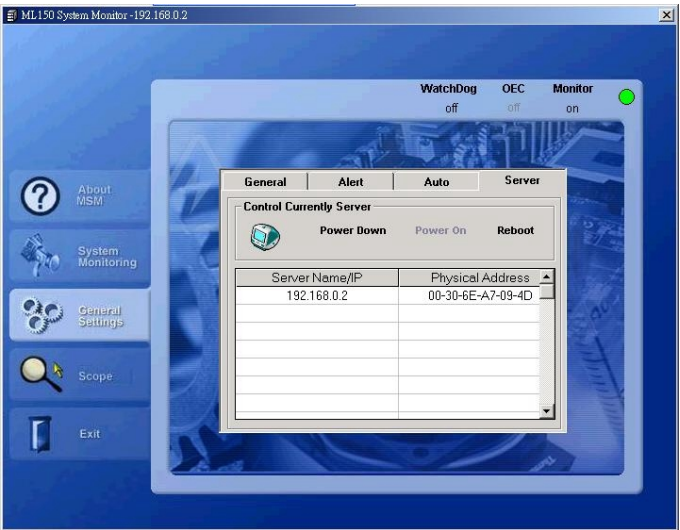 ML150 System Monitor -192.168.0.2
WatchDog OEC Monitor
off off on
General Alert Auto Server
About
MSM
System
Monitoring
General
Settings
Scope
Exit
Control Currently Server
Power Down Power On Reboot
Server Name/IP Physical Address
192.168.0.2 00-30-6E-A7-09-4D